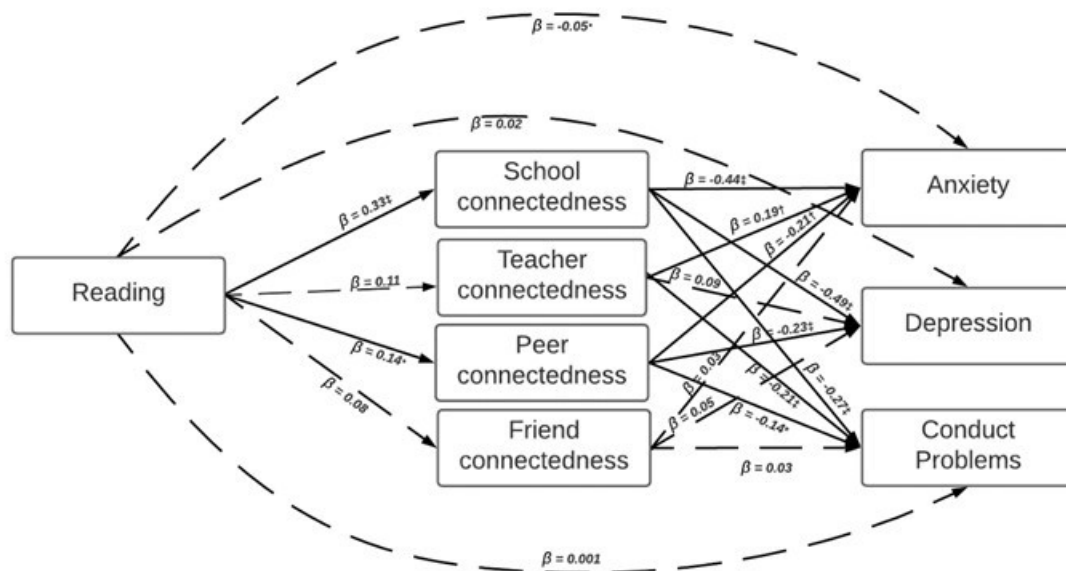 β = -0.05*
β = 0.02
School
connectedness
Anxiety
β = -0.44‡
β = 0.33‡
β = 0.19†
β = -0.21†
Teacher
connectedness
Reading
β = 0.11
β = 0.09
β = -0.49‡
Depression
Peer
connectedness
β = -0.23‡
β = 0.14*
β = 0.03
β = -0.21‡
β = -0.27‡
β = 0.08
β = 0.05
β = -0.14*
Friend
connectedness
Conduct
Problems
β = 0.03
β = 0.001